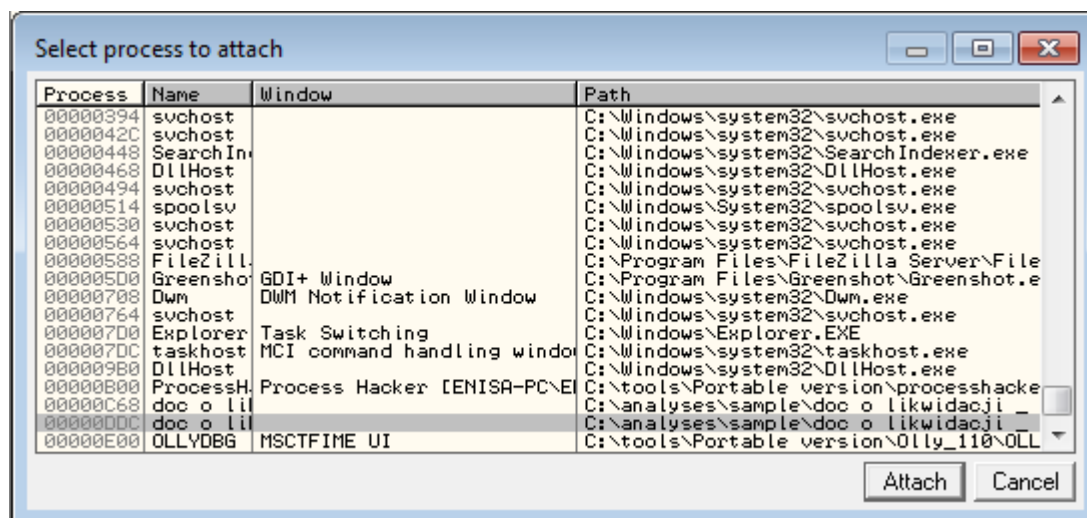 Select process to attach
Process Name Window Path
00000394 svchost C:\Windows\system32\svchost.exe
0000042C svchost C:\Windows\system32\svchost.exe
00000448 SearchIn C:\Windows\system32\SearchIndexer.exe
00000468 DllHost C:\Windows\system32\DllHost.exe
00000494 svchost C:\Windows\system32\svchost.exe
00000514 spoolsv C:\Windows\System32\spoolsv.exe
00000530 svchost C:\Windows\system32\svchost.exe
00000564 svchost C:\Windows\system32\svchost.exe
00000588 FileZill C:\Program Files\FileZilla Server\File
000005D0 Greensho GDI+ Window C:\Program Files\Greenshot\Greenshot.e
00000708 Dwm DWM Notification Window C:\Windows\system32\Dwm.exe
00000764 svchost C:\Windows\system32\svchost.exe
000007D0 Explorer Task Switching C:\Windows\Explorer.EXE
000007DC taskhost MCI command handling windo C:\Windows\system32\taskhost.exe
000009B0 DllHost C:\Windows\system32\DllHost.exe
00000B00 ProcessH Process Hacker [ENISA-PC\E C:\tools\Portable version\processhacke
00000C68 doc o li C:\analyses\sample\doc o likwidacji _
00000DDC doc o li C:\analyses\sample\doc o likwidacji _
00000E00 OLLYDBG MSCTFIME UI C:\tools\Portable version\Olly_110\OLL
Attach Cancel